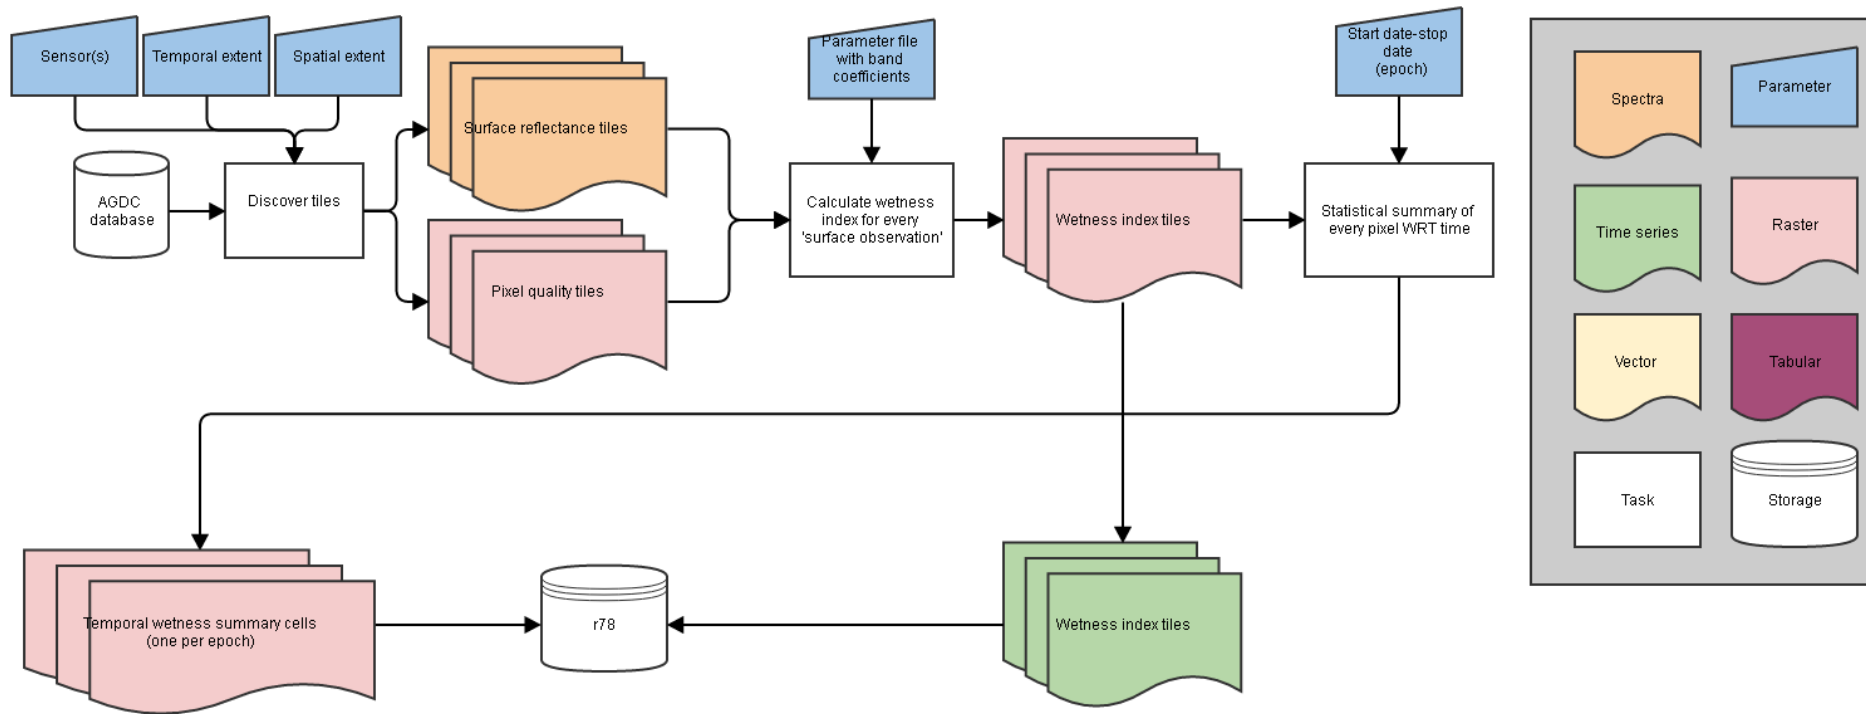 Sensor(s)
Temporal extent
Spatial extent
Parameter file
with band
coefficients
Start date-stop
date
(epoch)
Spectra
Parameter
Surface reflectance tiles
AGDC
database
Discover tiles
Calculate wetness
index for every
'surface observation'
Wetness index tiles
Statistical summary of
every pixel WRT time
Time series
Raster
Pixel quality tiles
Vector
Tabular
Task
Storage
Temporal wetness summary cells
(one per epoch)
r78
Wetness index tiles